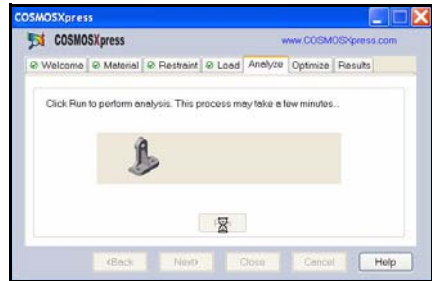 COSMOSXpress
COSMOSXpress
www.COSMOSXpress.com
Welcome Material Restraint Load Analyze Optimize Results
Click Run to perform analysis. This process may take a few minutes...
<Back Next> Close Cancel Help